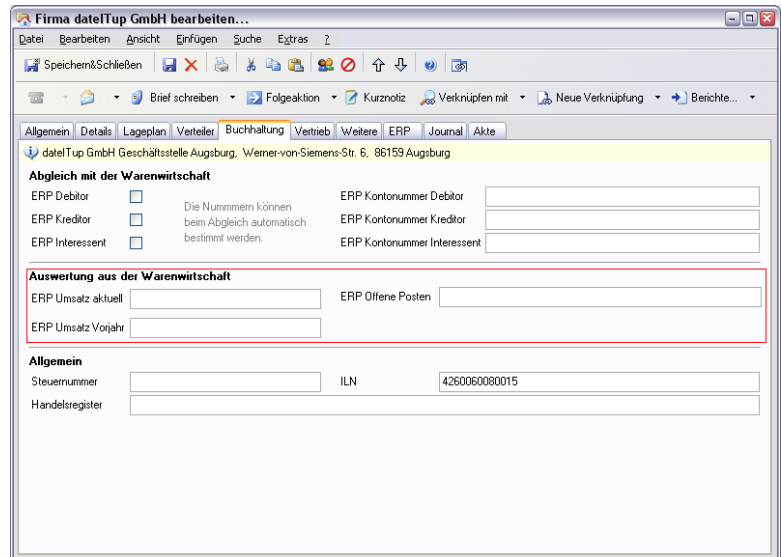 Firma datelTup GmbH bearbeiten...
Datei Bearbeiten Ansicht Einfügen Suche Extras ?
Speichern&Schließen
Brief schreiben Folgeaktion Kurznotiz Verknüpfen mit Neue Verknüpfung Berichte...
Allgemein Details Lageplan Verteiler Buchhaltung Vertrieb Weitere ERP Journal Akte
datelTup GmbH Geschäftsstelle Augsburg, Werner-von-Siemens-Str. 6, 86159 Augsburg
Abgleich mit der Warenwirtschaft
ERP Debitor
ERP Kreditor
ERP Interessent
Die Nummmern können
beim Abgleich automatisch
bestimmt werden.
ERP Kontonummer Debitor
ERP Kontonummer Kreditor
ERP Kontonummer Interessent
Auswertung aus der Warenwirtschaft
ERP Umsatz aktuell ERP Offene Posten
ERP Umsatz Vorjahr
Allgemein
Steuernummer ILN 4260060080015
Handelsregister